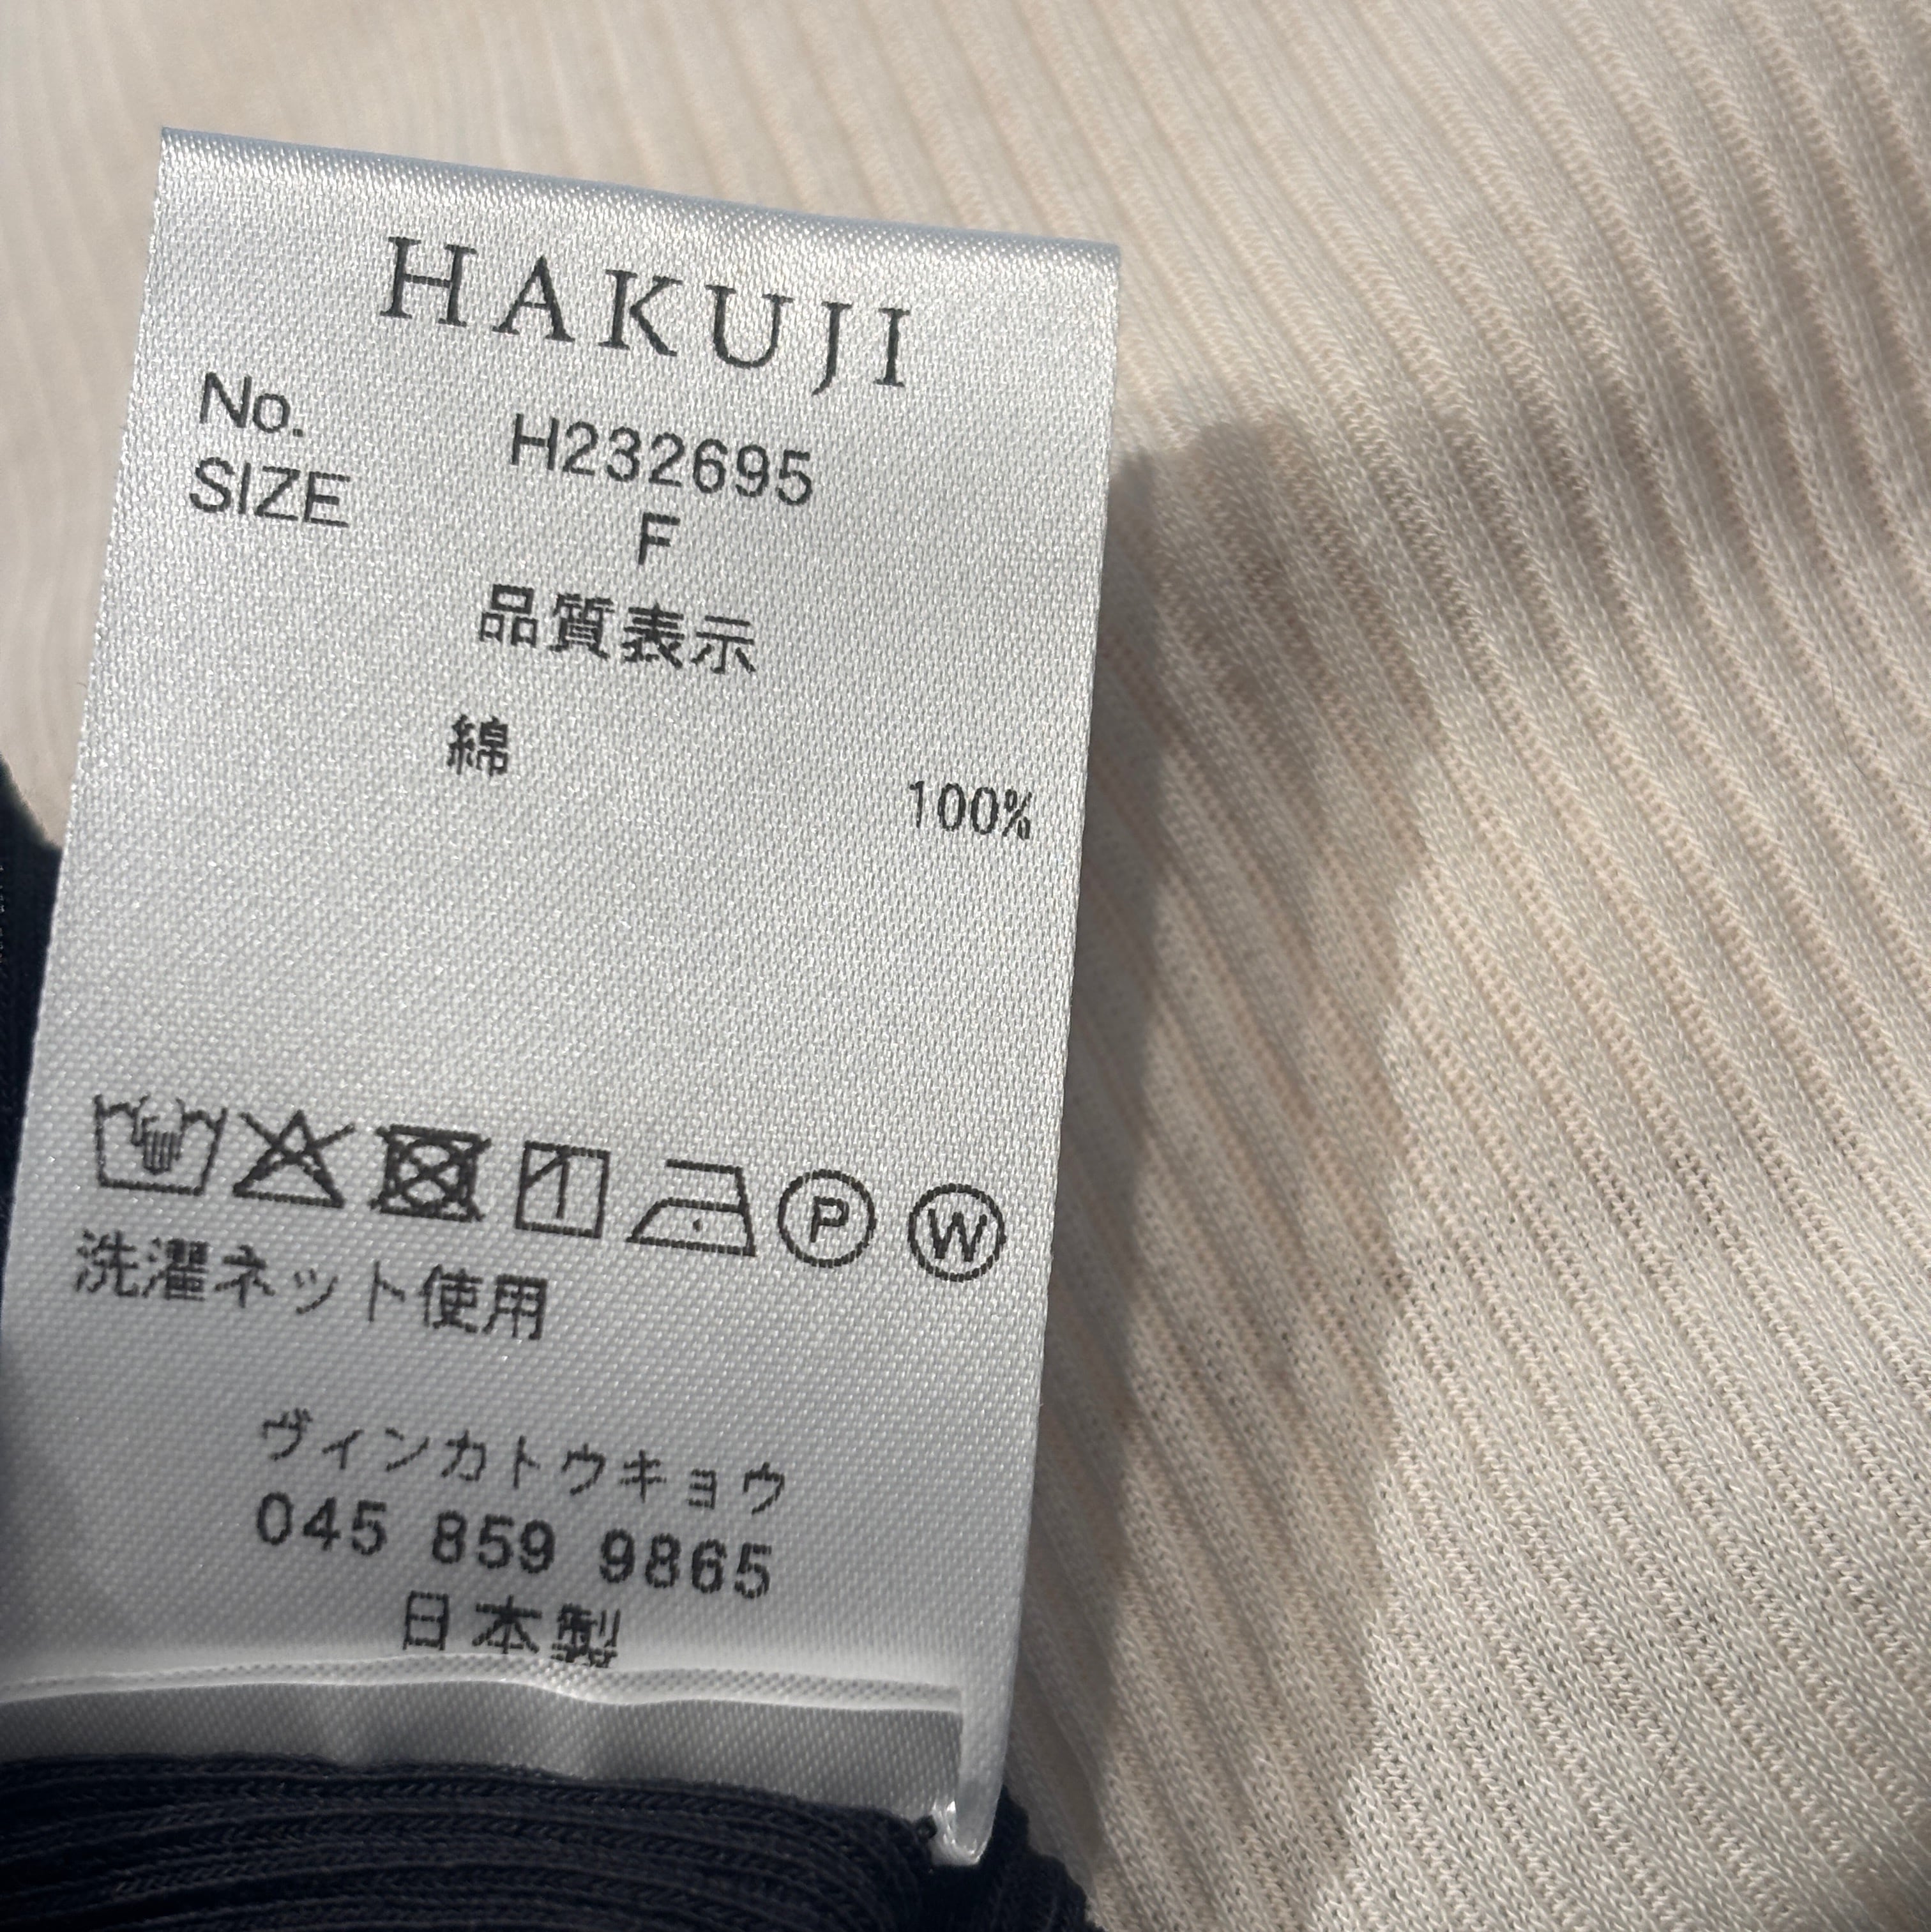 HAKUJI
No. H232695
SIZE F
品質表示
綿 100%
P W
洗濯ネット使用
ヴィンカトウキョウ
045 859 9865
日本製